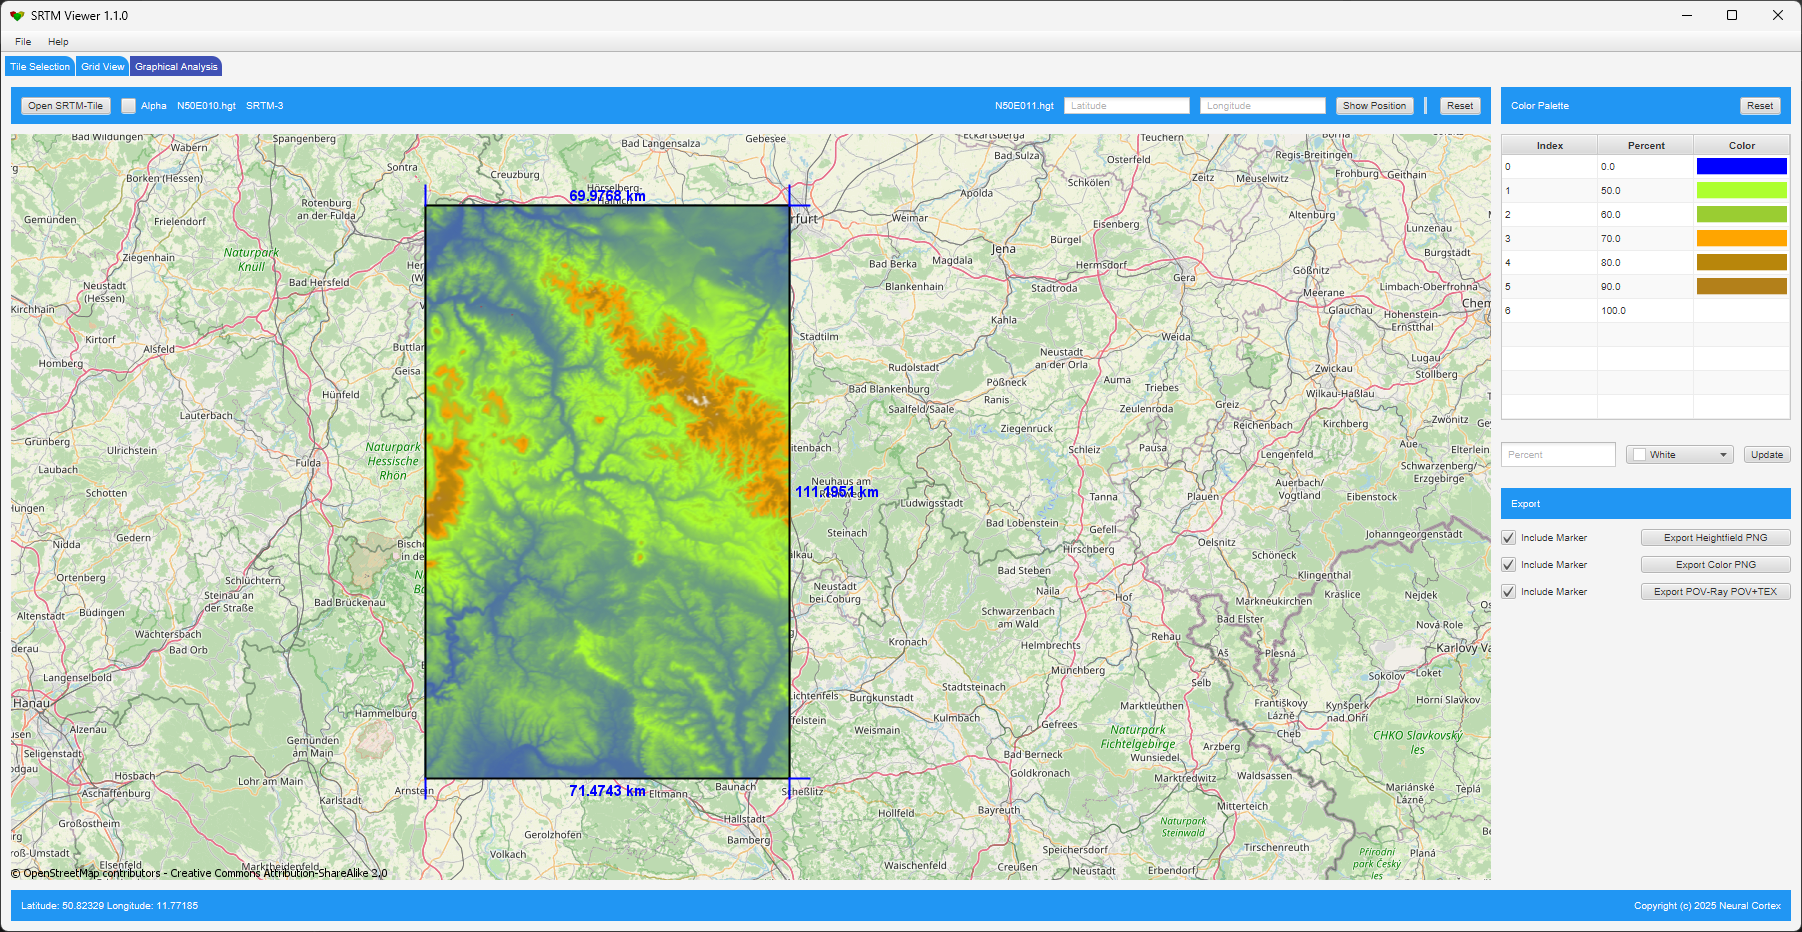 SRTM Viewer 1.1.0
File Help
Tile Selection Grid View Graphical Analysis
Open SRTM-Tile Alpha N50E010.hgt SRTM-3 N50E011.hgt Latitude Longitude Show Position Reset
Color Palette Reset
Index Percent Color
0 0.0
1 50.0
2 60.0
3 70.0
4 80.0
5 90.0
6 100.0
Percent White Update
Export
Include Marker Export Heightfield PNG
Include Marker Export Color PNG
Include Marker Export POV-Ray POV+TEX
69.9768 km
111.1951 km
71.4743 km
Bad Wildungen
Wabern
Spangenberg
Bad Langensalza
Gebesee
Eckartsberga
Teuchern
Borna
Bad Sulza
Osterfeld
Regis-Breitingen
Frohburg
Geithain
Borken (Hessen)
Sontra
Creuzburg
Hörselberg-
Schkölen
Zeitz
Meuselwitz
Gemünden
Frielendorf
Rotenburg
an der Fulda
Apolda
Weimar
Eisenberg
Altenburg
Lunzenau
Burgstädt
Ziegenhain
Naturpark
Knüll
Jena
Bürgel
Magdala
Bad Berka
Hermsdorf
Gera
Gößnitz
Meerane
Limbach-Oberfrohna
Neustadt
(Hessen)
Bad Hersfeld
Blankenhain
Stadtroda
Glauchau
Hohenstein-
Ernstthal
Kirchhain
Kirtorf
Alsfeld
Homberg
Buttlar
Geisa
Stadtilm
Kahla
Weida
Neustadt
an der Orla
Lugau
Stollberg
Zwickau
Rudolstadt
Pößneck
Auma
Triebes
Hünfeld
Lauterbach
Bad Blankenburg
Saalfeld/Saale
Ranis
Zeulenroda
Greiz
Wilkau-Haßlau
Zwönitz
Grünberg
Ulrichstein
Laubach
Fulda
Naturpark
Hessische
Rhön
Ziegenrück
Schleiz
Pausa
Reichenbach
Kirchberg
Aue
Elterlein
Lengenfeld
Schwarzenberg/
Erzgebirge
Schotten
Hungen
Neuhaus am
Ludwigsstadt
Tanna
Plauen
Auerbach/
Vogtland
Eibenstock
Nidda
Gedern
Steinach
Bad Lobenstein
Gefell
Hirschberg
Oelsnitz
Schöneck
Johanngeorgenstadt
Ortenberg
Schlüchtern
Steinau an
der Straße
Neustadt
bei Coburg
Bad Steben
Naila
Hof
Klingenthal
Kraslice
Nejdek
Altenstadt
Büdingen
Bad Brückenau
Schwarzenbach
am Wald
Markneukirchen
Bad Elster
Nová Role
Wächtersbach
Bad Orb
Kronach
Helmbrechts
Rehau
Aš
Plesná
Karlovy
Langenselbold
Münchberg
Selb
Sokolov
Loket
Hanau
Alzenau
Hammelburg
Lichtenfels
Burgkunstadt
Stadtsteinach
Marktleuthen
Františkovy
Lázně
Kynšperk
nad Ohří
Horní Slavkov
Kulmbach
Gefrees
Naturpark
Fichtelgebirge
Cheb
CHKO Slavkovský
les
Seligenstadt
Gemünden
am Main
Weismain
Bad Berneck
Goldkronach
Arzberg
Wunsiedel
Marktredwitz
Waldsassen
Hösbach
Aschaffenburg
Lohr am Main
Karlstadt
Arnstein
Eltmann
Baunach
Scheßlitz
Mariánské
Lázně
Teplá
Großostheim
Hallstadt
Bamberg
Hollfeld
Bayreuth
Mitterteich
Gerolzhofen
Volkach
Naturpark
Steinwald
Speichersdorf
Tirschenreuth
Přírodní
park Český
les
Planá
Elsenfeld
Marktheidenfeld
Waischenfeld
Creußen
Neustadt
Erbendorf
© OpenStreetMap contributors - Creative Commons Attribution-ShareAlike 2.0
Latitude: 50.82329 Longitude: 11.77185 Copyright (c) 2025 Neural Cortex